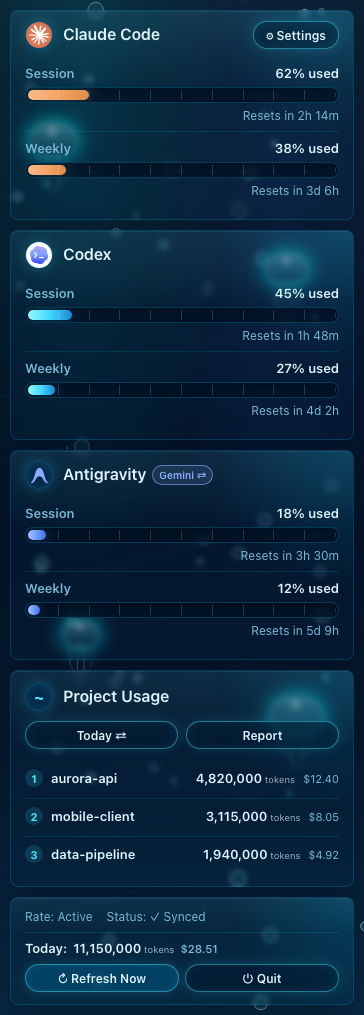 Claude Code ⚙ Settings
Session 62% used
Resets in 2h 14m
Weekly 38% used
Resets in 3d 6h
Codex
Session 45% used
Resets in 1h 48m
Weekly 27% used
Resets in 4d 2h
Antigravity Gemini ⇄
Session 18% used
Resets in 3h 30m
Weekly 12% used
Resets in 5d 9h
~ Project Usage
Today ⇄ Report
1 aurora-api 4,820,000 tokens $12.40
2 mobile-client 3,115,000 tokens $8.05
3 data-pipeline 1,940,000 tokens $4.92
Rate: Active Status: ✓ Synced
Today: 11,150,000 tokens $28.51
↻ Refresh Now ⏻ Quit